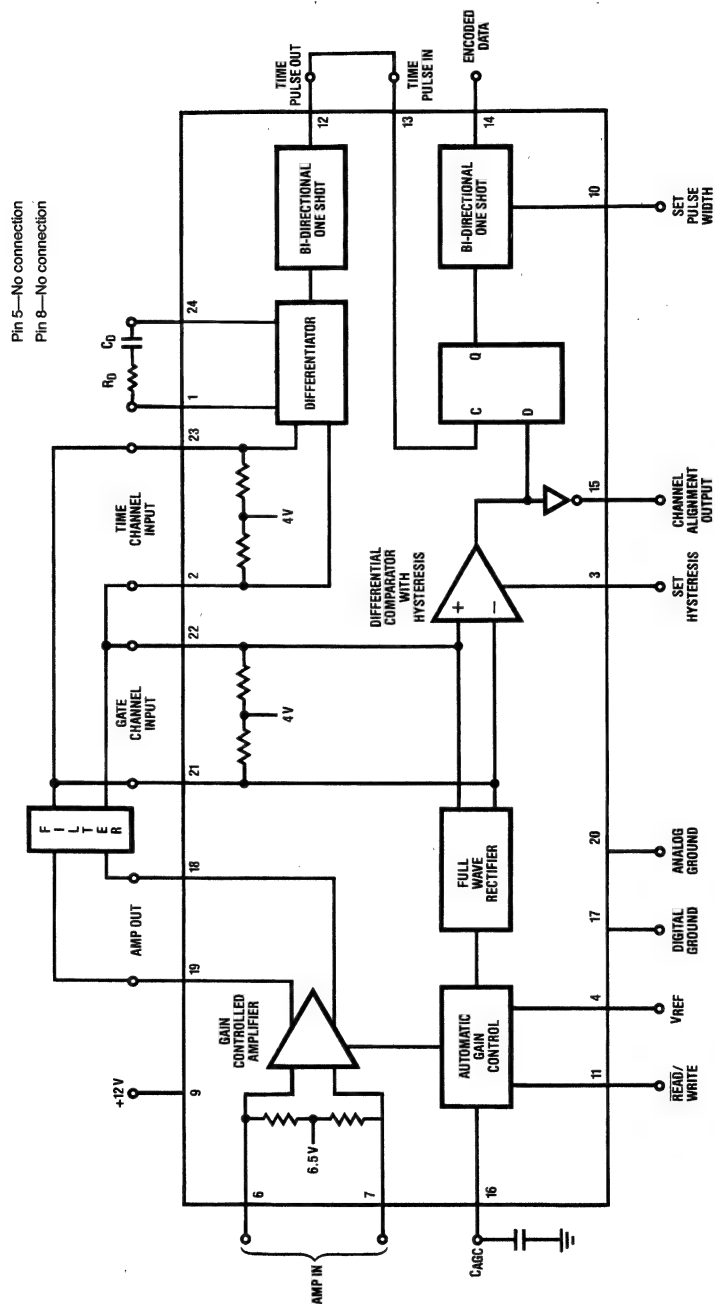 Pin 5—No connection
Pin 8—No connection
+12V
9
19
AMP OUT
18
FILTER
21
GATE
CHANNEL
INPUT
22
2
TIME
CHANNEL
INPUT
23
1
RD
CD
24
4V
4V
AMP IN
6
7
6.5V
GAIN
CONTROLLED
AMPLIFIER
DIFFERENTIATOR
BI-DIRECTIONAL
ONE SHOT
12
TIME
PULSE OUT
13
TIME
PULSE IN
CAGC
16
AUTOMATIC
GAIN
CONTROL
FULL
WAVE
RECTIFIER
DIFFERENTIAL
COMPARATOR
WITH
HYSTERESIS
+
–
C
D
Q
BI-DIRECTIONAL
ONE SHOT
14
ENCODED
DATA
11
READ/
WRITE
4
VREF
17
DIGITAL
GROUND
20
ANALOG
GROUND
3
SET
HYSTERESIS
15
CHANNEL
ALIGNMENT
OUTPUT
10
SET
PULSE
WIDTH